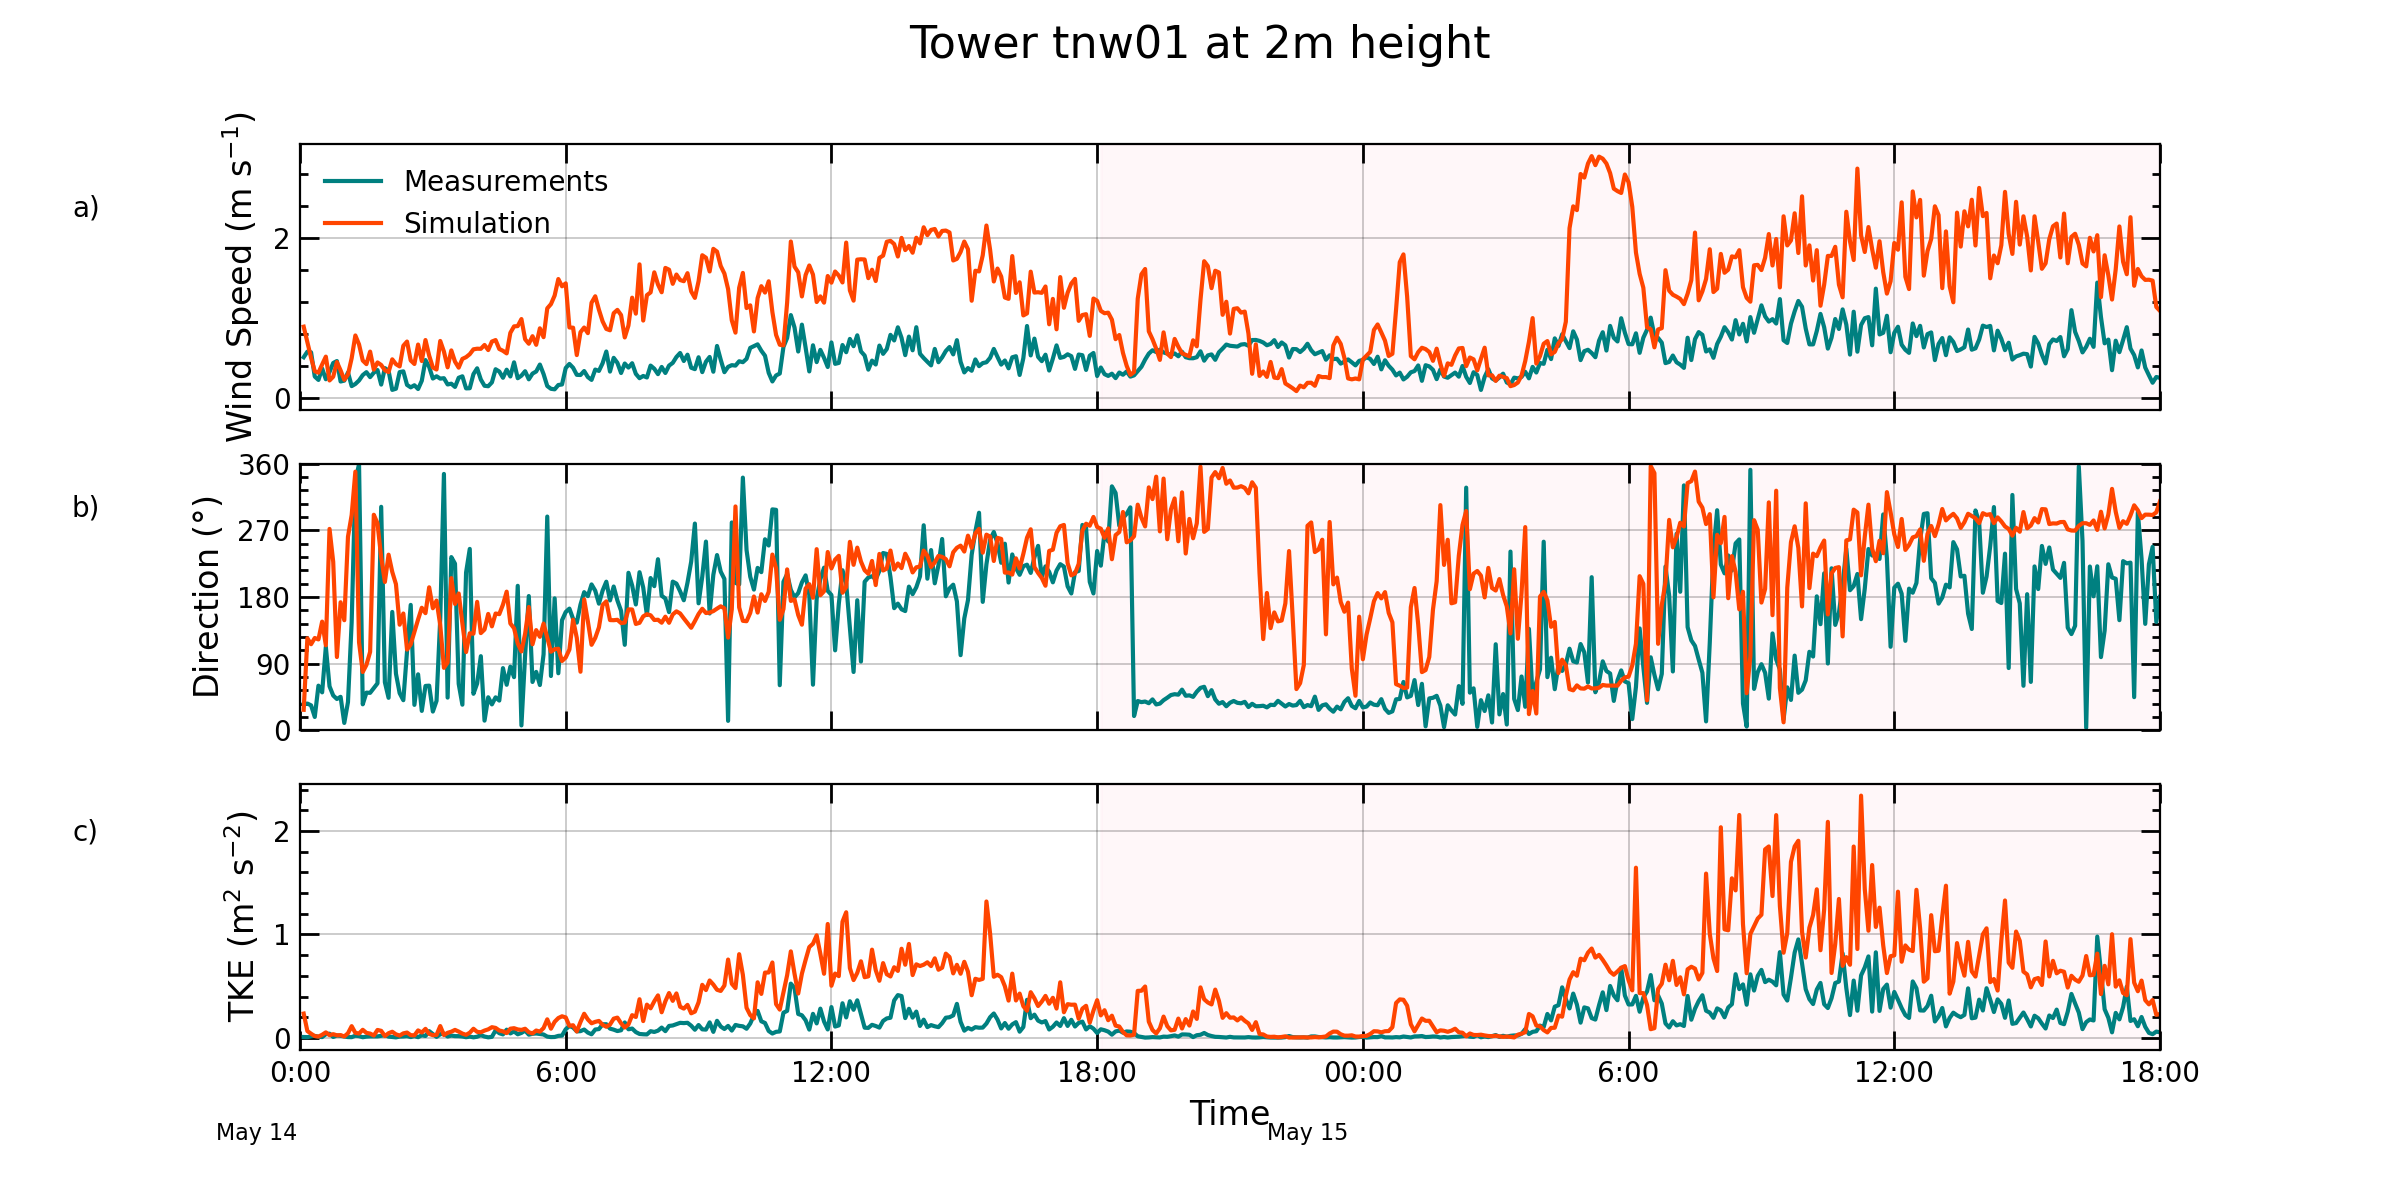 Tower tnw01 at 2m height
a)
Wind Speed (m s⁻¹)
2
0
Measurements
Simulation
b)
Direction (°)
360
270
180
90
0
c)
TKE (m² s⁻²)
2
1
0
0:00 6:00 12:00 18:00 00:00 6:00 12:00 18:00
Time
May 14 May 15